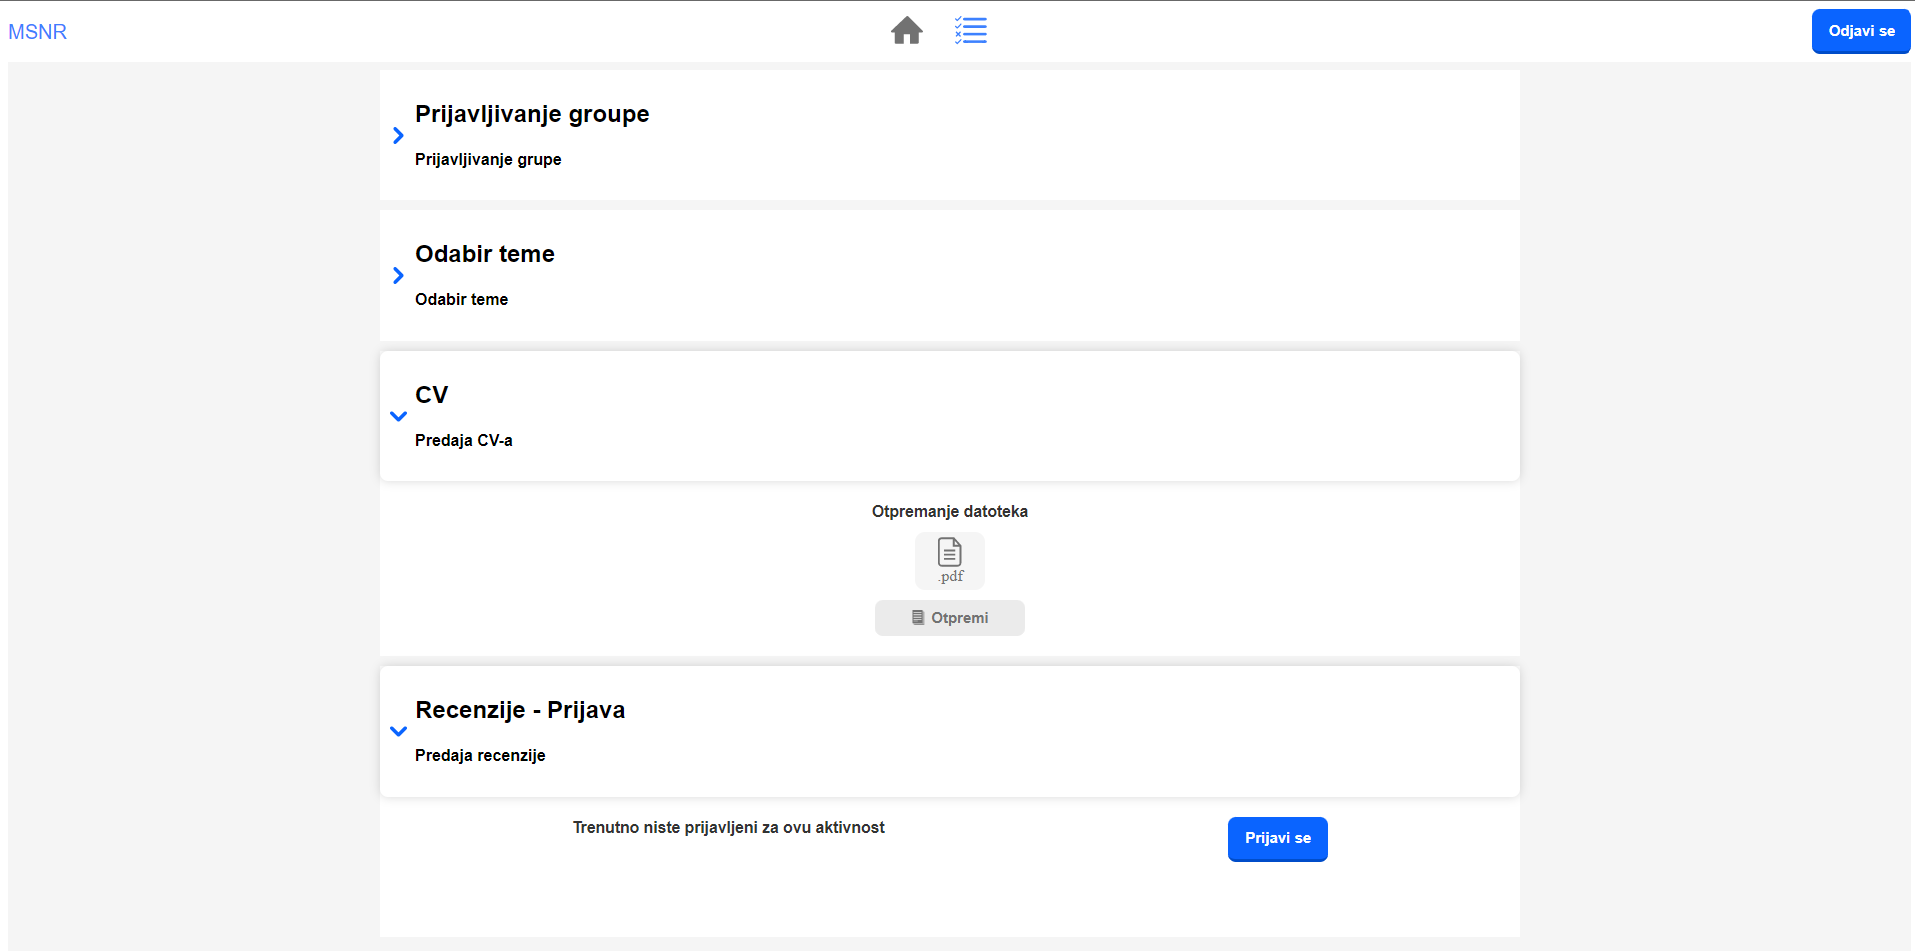 MSNR
Odjavi se
Prijavljivanje groupe
Prijavljivanje grupe
Odabir teme
Odabir teme
CV
Predaja CV-a
Otpremanje datoteka
.pdf
Otpremi
Recenzije - Prijava
Predaja recenzije
Trenutno niste prijavljeni za ovu aktivnost
Prijavi se